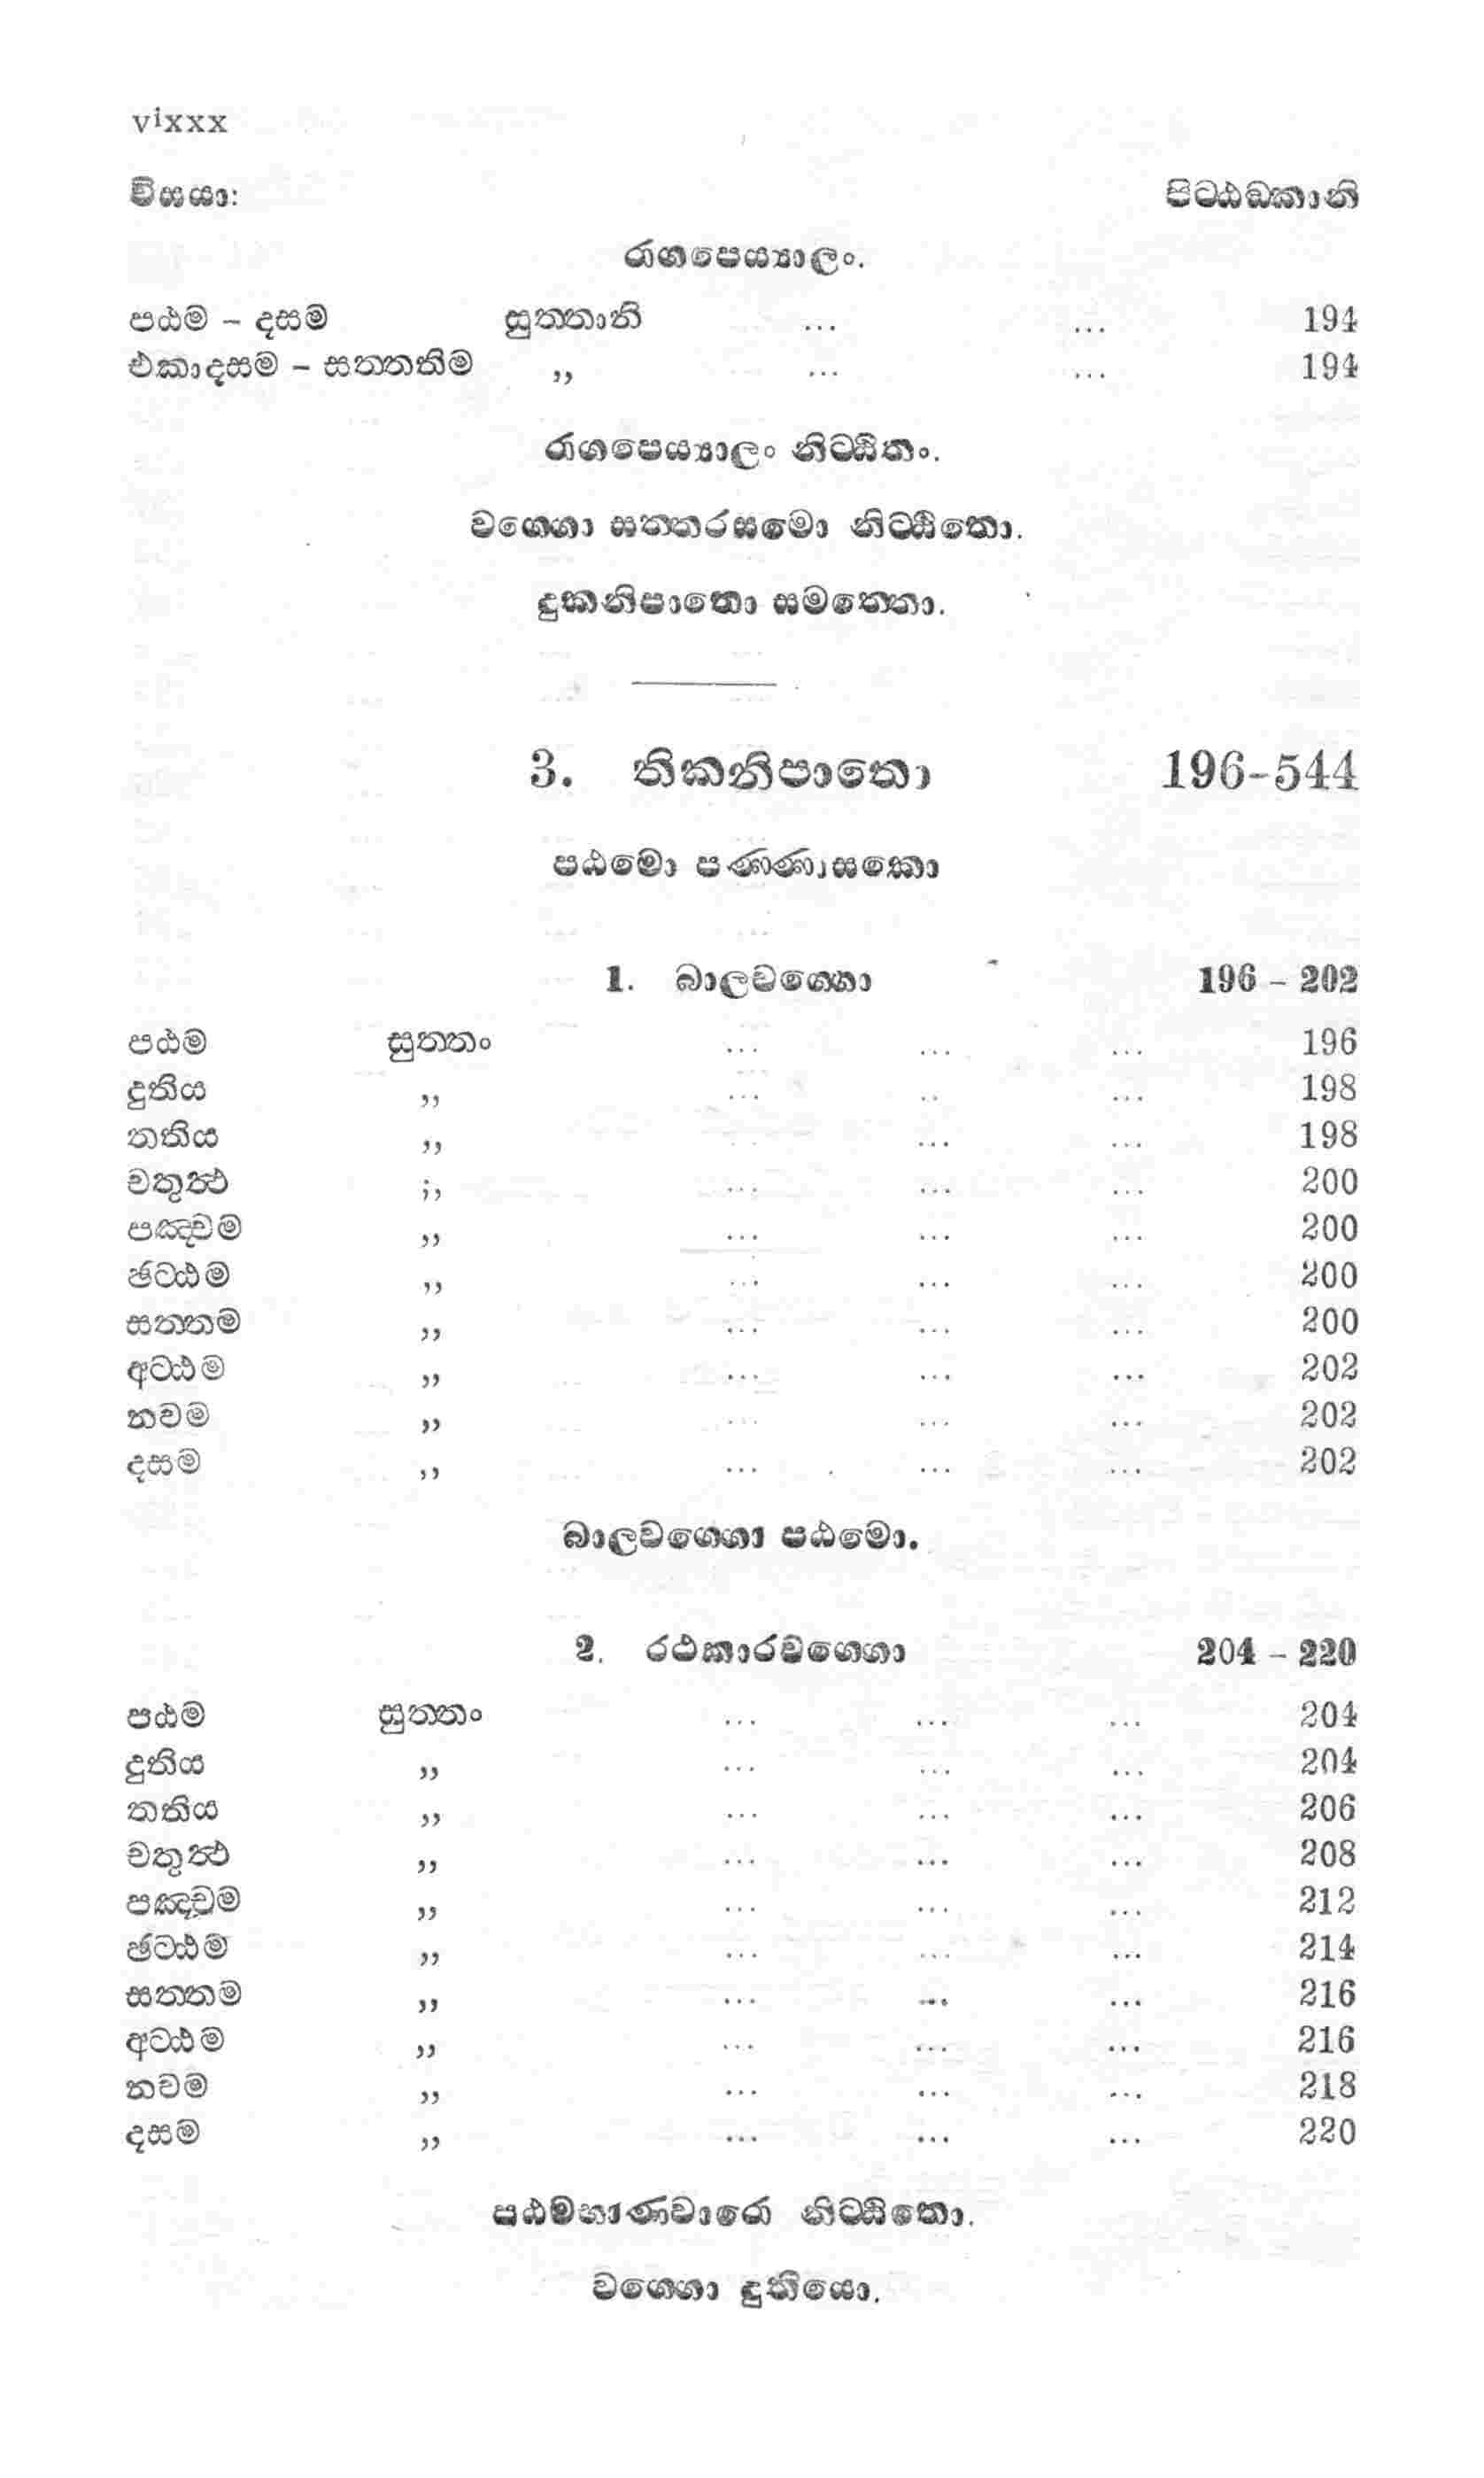 vixxx
විසයා: පිට්ඨඞ්කානි
රාගපෙය්‍යාලං.
පඨම – දසම සුත්තානි ... ... 194
එකාදසම – සත්තතිම ,, ... ... 194
රාගපෙය්‍යාලං නිට්ඨිතං.
වග්ගො සත්තරසමො නිට්ඨිතො.
දුකනිපාතො සමත්තො.
3. තිකනිපාතො 196-544
පඨමො පණ්ණාසකො
1. බාලවග්ගො 196 – 202
පඨම සුත්තං ... ... ... 196
දුතිය ,, ... .. ... 198
තතිය ,, ... ... ... 198
චතුත්‍ථ ;, ... ... ... 200
පඤ්චම ,, ... ... ... 200
ඡට්ඨම ,, ... ... ... 200
සත්තම ,, ... ... ... 200
අට්ඨම ,, ... ... ... 202
නවම ,, ... ... ... 202
දසම ,, ... ... ... 202
බාලවග්ගො පඨමො.
2. රථකාරවග්ගො 204 – 220
පඨම සුත්තං ... ... ... 204
දුතිය ,, ... ... ... 204
තතිය ,, ... ... ... 206
චතුත්‍ථ ,, ... ... ... 208
පඤ්චම ,, ... ... ... 212
ඡට්ඨම ,, ... ... ... 214
සත්තම ,, ... ... ... 216
අට්ඨම ,, ... ... ... 216
නවම ,, ... ... ... 218
දසම ,, ... ... ... 220
පඨමභාණවාරො නිට්ඨිතො.
වග්ගො දුතියො.